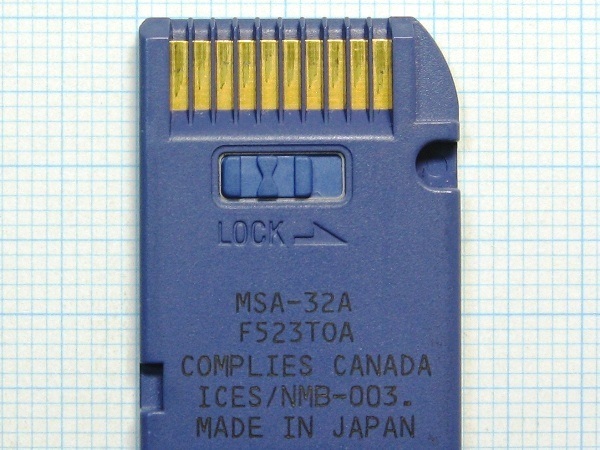 LOCK
MSA-32A
F523T0A
COMPLIES CANADA
ICES/NMB-003.
MADE IN JAPAN